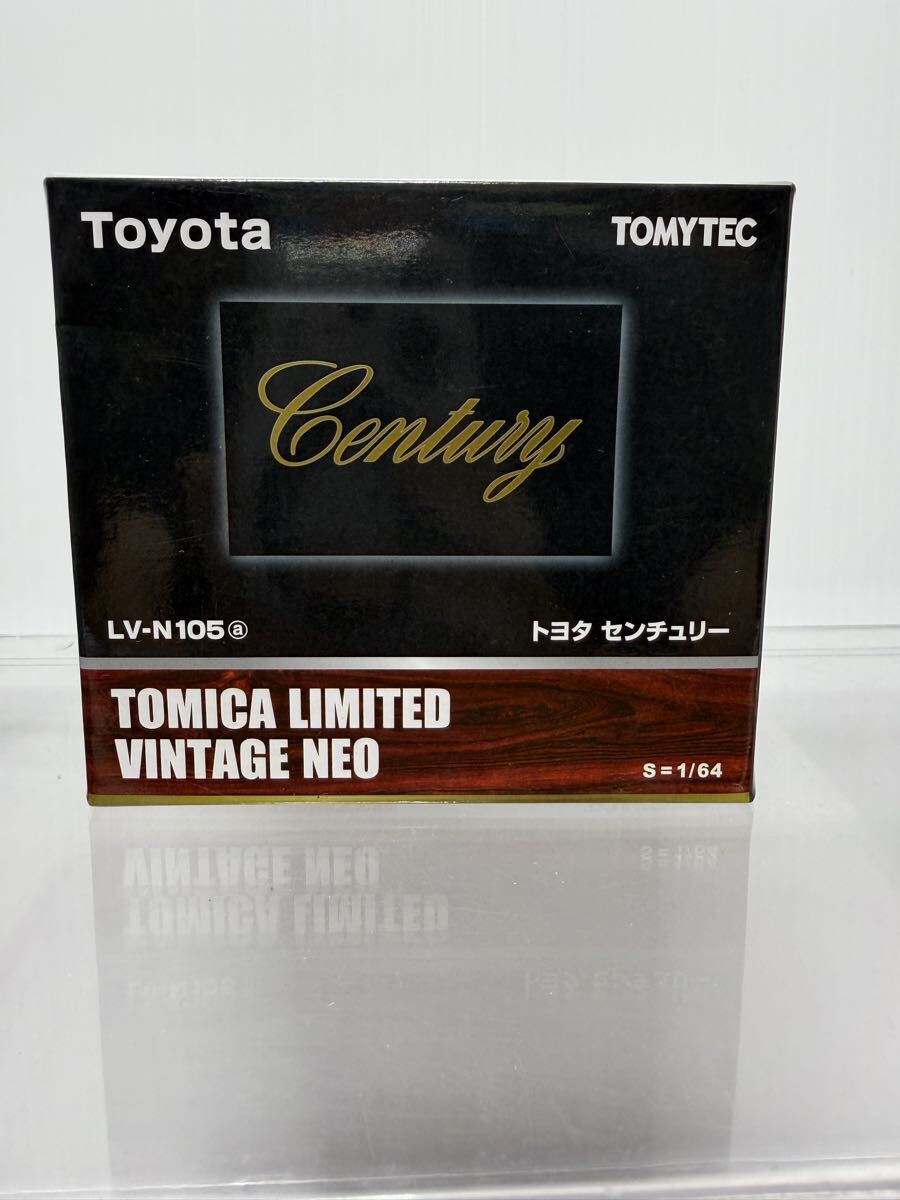 Toyota
TOMYTEC
Century
LV-N105 ⓐ
トヨタ センチュリー
TOMICA LIMITED
VINTAGE NEO
S=1/64